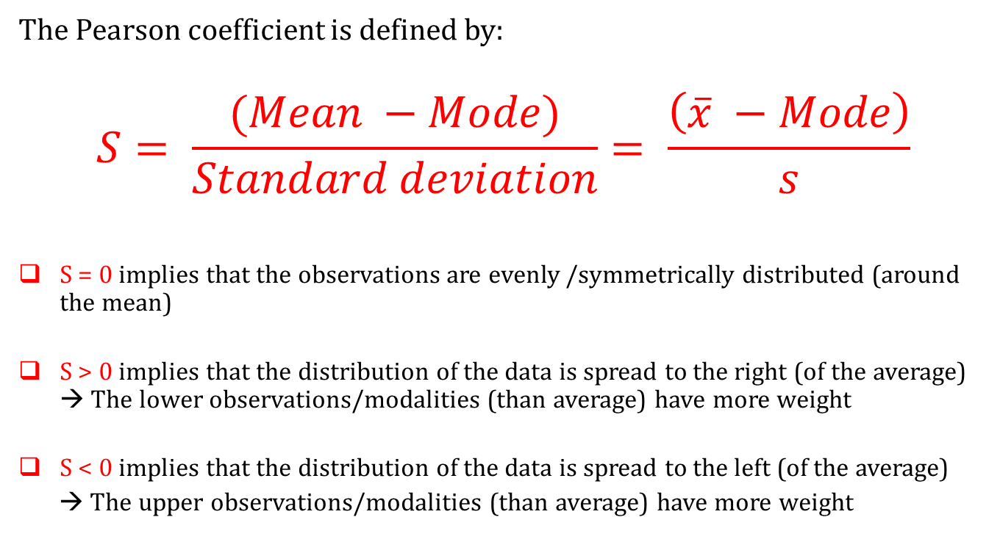 The Pearson coefficient is defined by:
S = (Mean − Mode) / Standard deviation = (x̄ − Mode) / s
❑ S = 0 implies that the observations are evenly /symmetrically distributed (around
the mean)
❑ S > 0 implies that the distribution of the data is spread to the right (of the average)
→ The lower observations/modalities (than average) have more weight
❑ S < 0 implies that the distribution of the data is spread to the left (of the average)
→ The upper observations/modalities (than average) have more weight